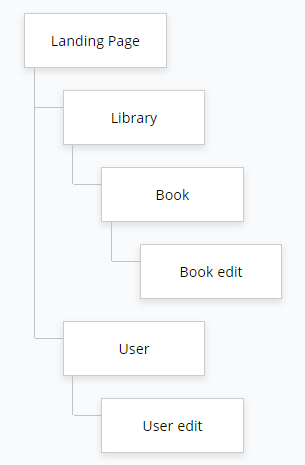 Landing Page
Library
Book
Book edit
User
User edit